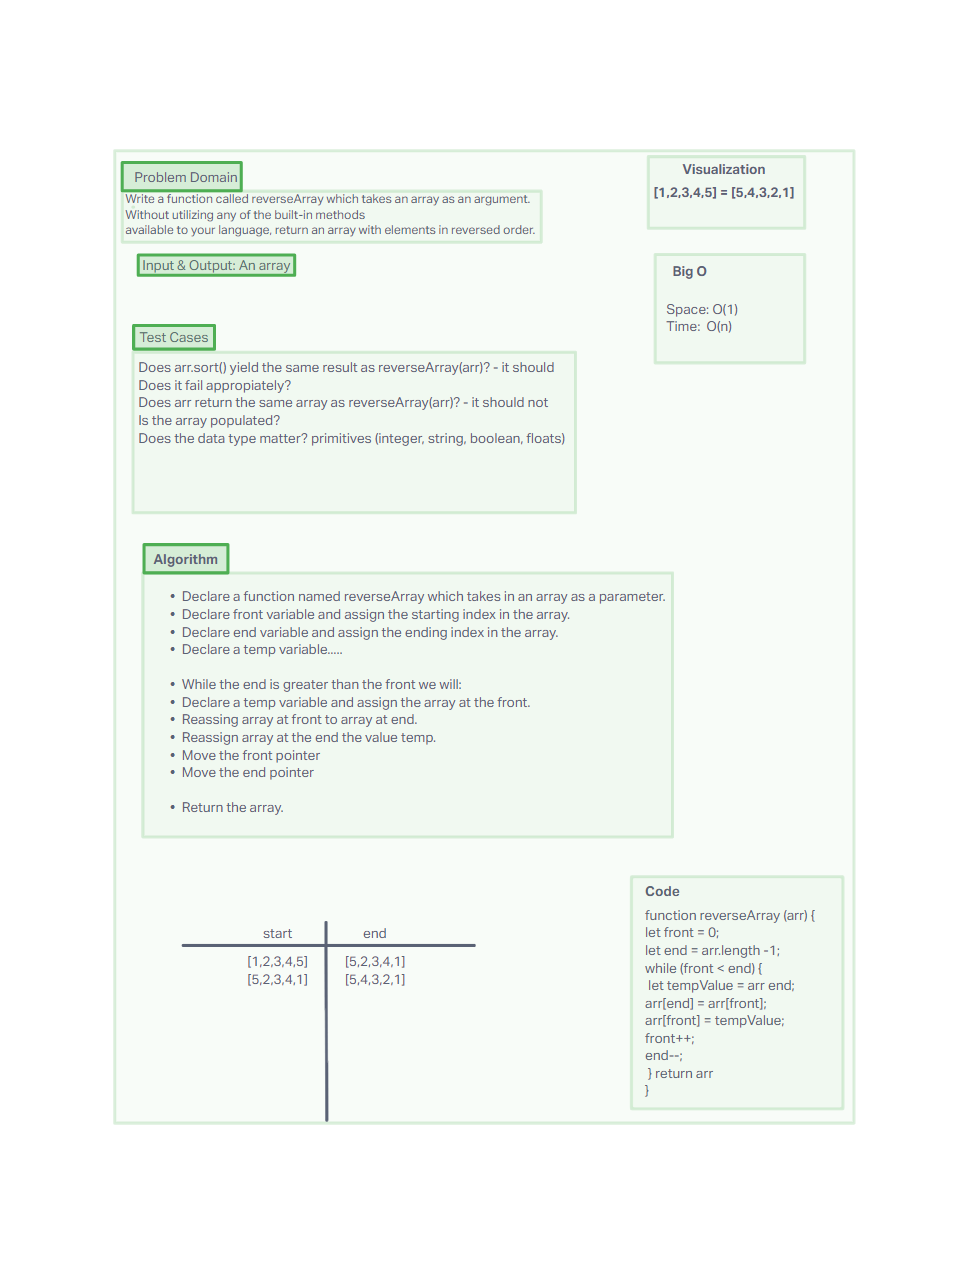 Problem Domain
Write a function called reverseArray which takes an array as an argument.
Without utilizing any of the built-in methods
available to your language, return an array with elements in reversed order.
Input & Output: An array
Visualization
[1,2,3,4,5] = [5,4,3,2,1]
Big O
Space: O(1)
Time: O(n)
Test Cases
Does arr.sort() yield the same result as reverseArray(arr)? - it should
Does it fail appropiately?
Does arr return the same array as reverseArray(arr)? - it should not
Is the array populated?
Does the data type matter? primitives (integer, string, boolean, floats)
Algorithm
• Declare a function named reverseArray which takes in an array as a parameter.
• Declare front variable and assign the starting index in the array.
• Declare end variable and assign the ending index in the array.
• Declare a temp variable.....
• While the end is greater than the front we will:
• Declare a temp variable and assign the array at the front.
• Reassing array at front to array at end.
• Reassign array at the end the value temp.
• Move the front pointer
• Move the end pointer
• Return the array.
start end
[1,2,3,4,5] [5,2,3,4,1]
[5,2,3,4,1] [5,4,3,2,1]
Code
function reverseArray (arr) {
let front = 0;
let end = arr.length -1;
while (front < end) {
let tempValue = arr end;
arr[end] = arr[front];
arr[front] = tempValue;
front++;
end--;
} return arr
}